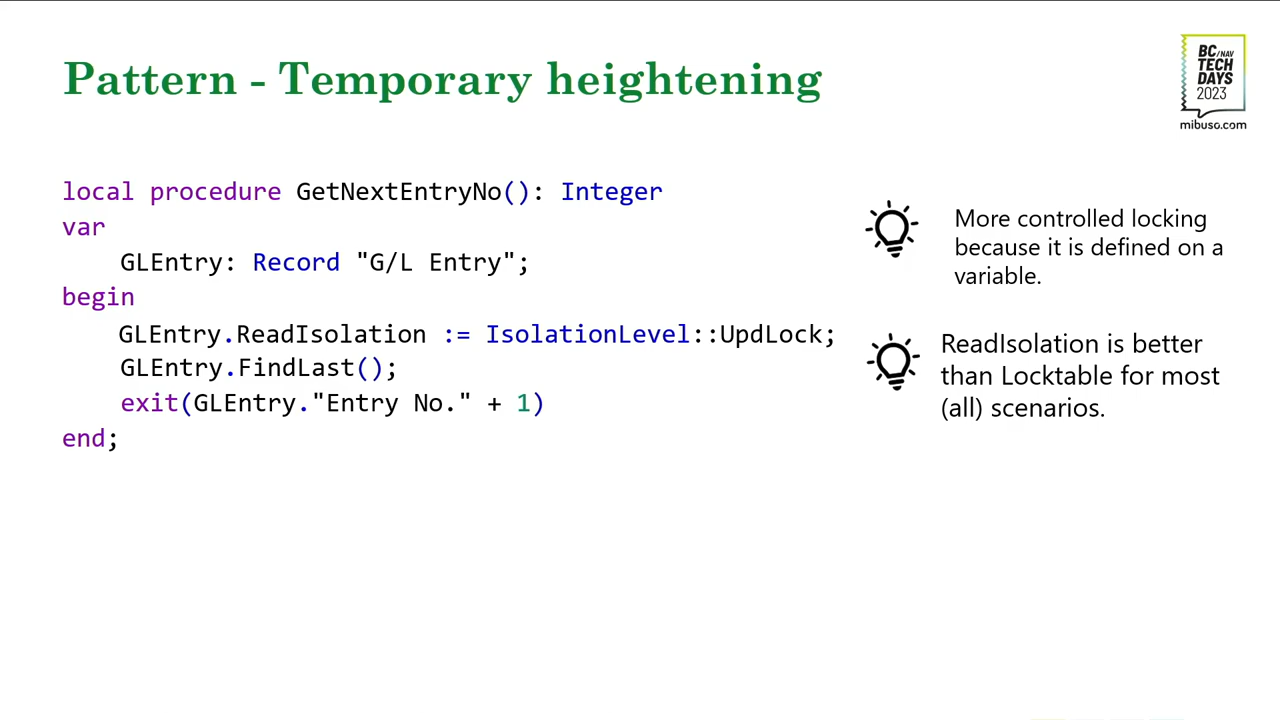 Pattern - Temporary heightening
BC/NAV
TECH
DAYS
2023
mibuso.com
local procedure GetNextEntryNo(): Integer
var
    GLEntry: Record "G/L Entry";
begin
    GLEntry.ReadIsolation := IsolationLevel::UpdLock;
    GLEntry.FindLast();
    exit(GLEntry."Entry No." + 1)
end;
More controlled locking
because it is defined on a
variable.
ReadIsolation is better
than Locktable for most
(all) scenarios.